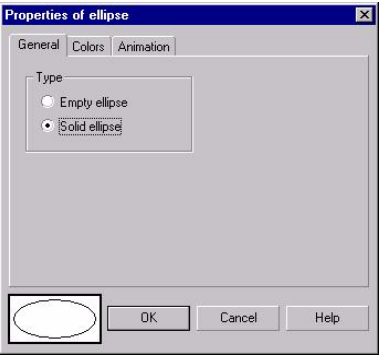 Properties of ellipse
General Colors Animation
Type
Empty ellipse
Solid ellipse
OK Cancel Help